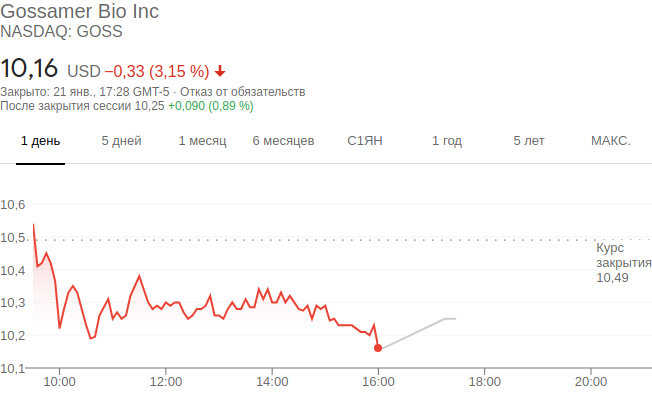 Gossamer Bio Inc
NASDAQ: GOSS
10,16 USD −0,33 (3,15 %)
Закрыто: 21 янв., 17:28 GMT-5 · Отказ от обязательств
После закрытия сессии 10,25 +0,090 (0,89 %)
1 день 5 дней 1 месяц 6 месяцев С1ЯН 1 год 5 лет МАКС.
10,6
10,5
Курс
закрытия
10,49
10,4
10,3
10,2
10,1
10:00 12:00 14:00 16:00 18:00 20:00